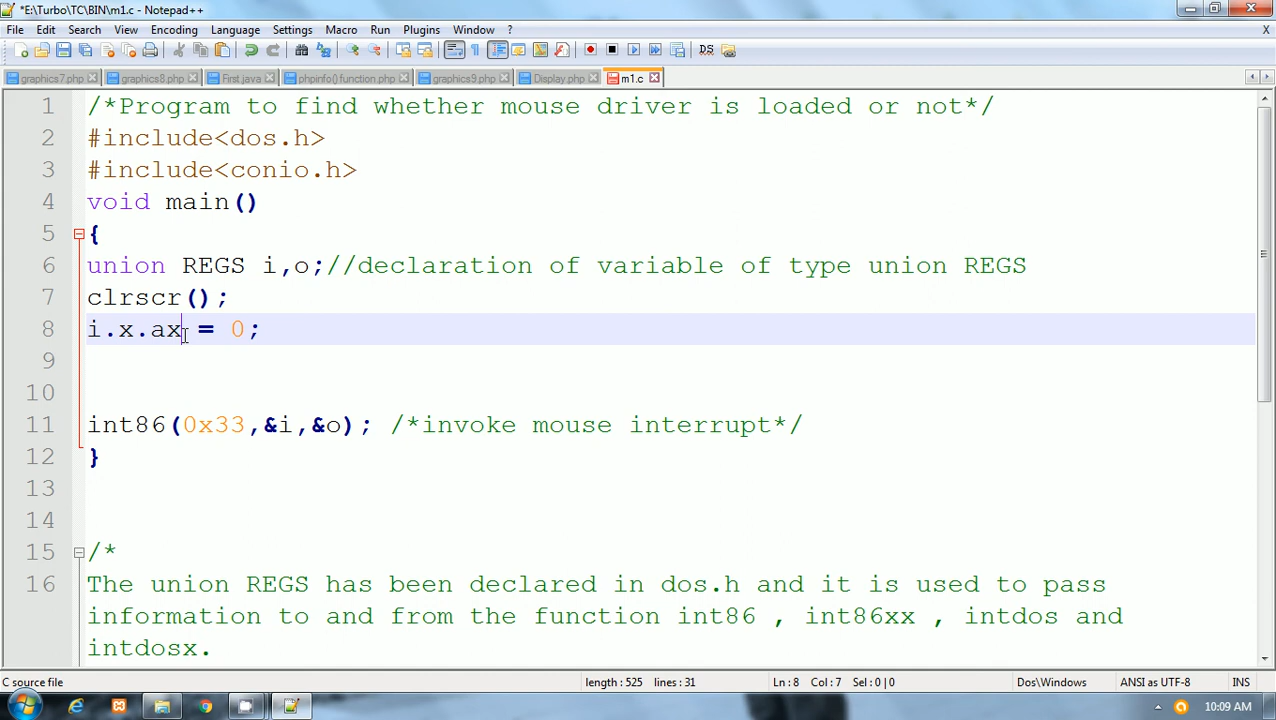 *E:\Turbo\TC\BIN\m1.c - Notepad++
File Edit Search View Encoding Language Settings Macro Run Plugins Window ? X
graphics7.php graphics8.php First.java phpinfo() function.php graphics9.php Display.php m1.c
1 /*Program to find whether mouse driver is loaded or not*/
2 #include<dos.h>
3 #include<conio.h>
4 void main()
5 {
6 union REGS i,o;//declaration of variable of type union REGS
7 clrscr();
8 i.x.ax = 0;
9
10
11 int86(0x33,&i,&o); /*invoke mouse interrupt*/
12 }
13
14
15 /*
16 The union REGS has been declared in dos.h and it is used to pass
information to and from the function int86 , int86xx , intdos and
intdosx.
C source file length : 525 lines : 31 Ln : 8 Col : 7 Sel : 0 | 0 Dos\Windows ANSI as UTF-8 INS
10:09 AM